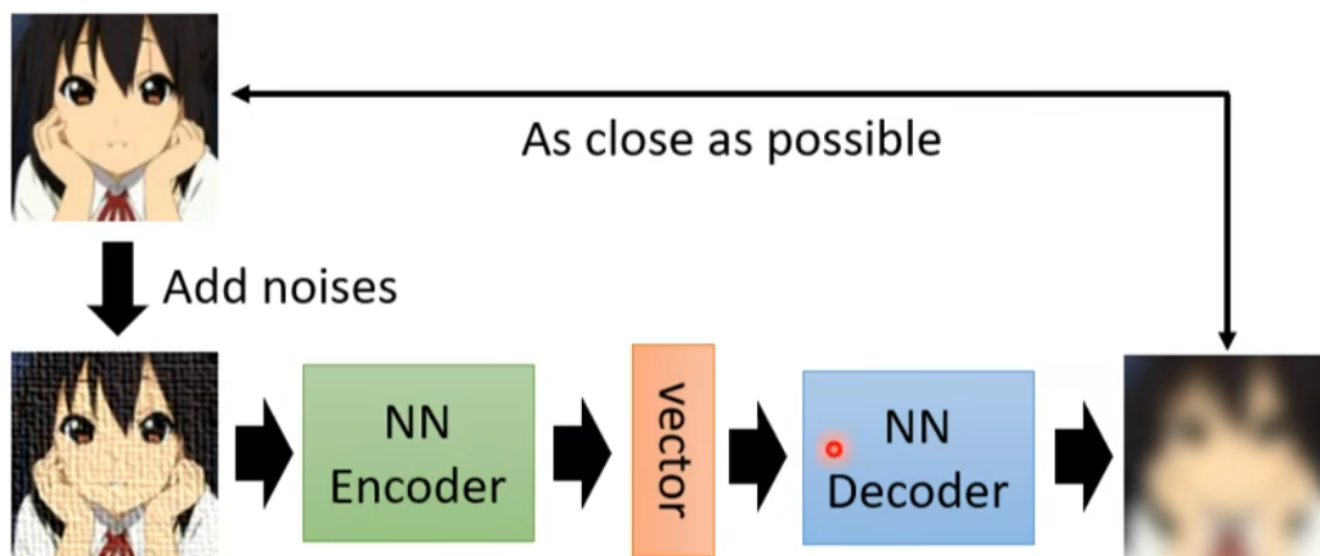 As close as possible
Add noises
NN
Encoder
vector
NN
Decoder